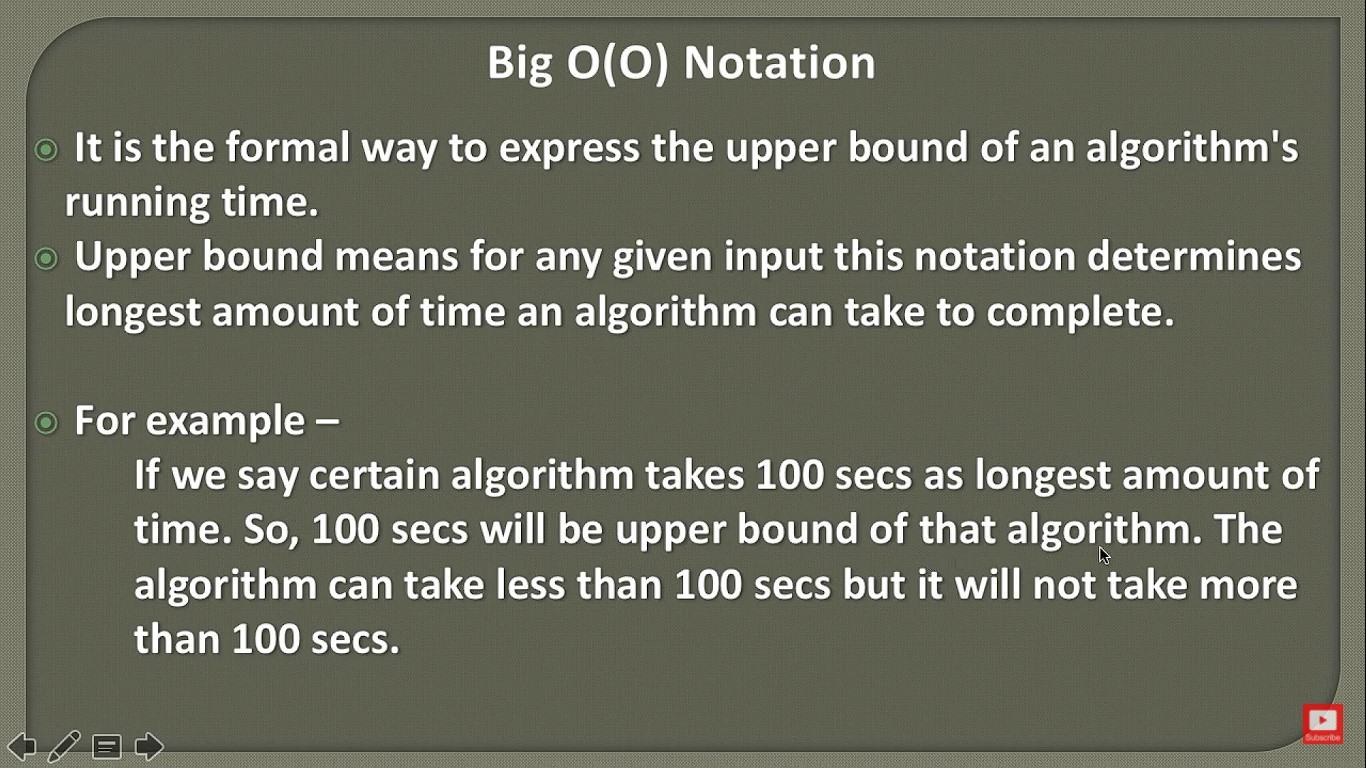 Big O(O) Notation
It is the formal way to express the upper bound of an algorithm's
running time.
Upper bound means for any given input this notation determines
longest amount of time an algorithm can take to complete.
For example –
If we say certain algorithm takes 100 secs as longest amount of
time. So, 100 secs will be upper bound of that algorithm. The
algorithm can take less than 100 secs but it will not take more
than 100 secs.
Subscribe